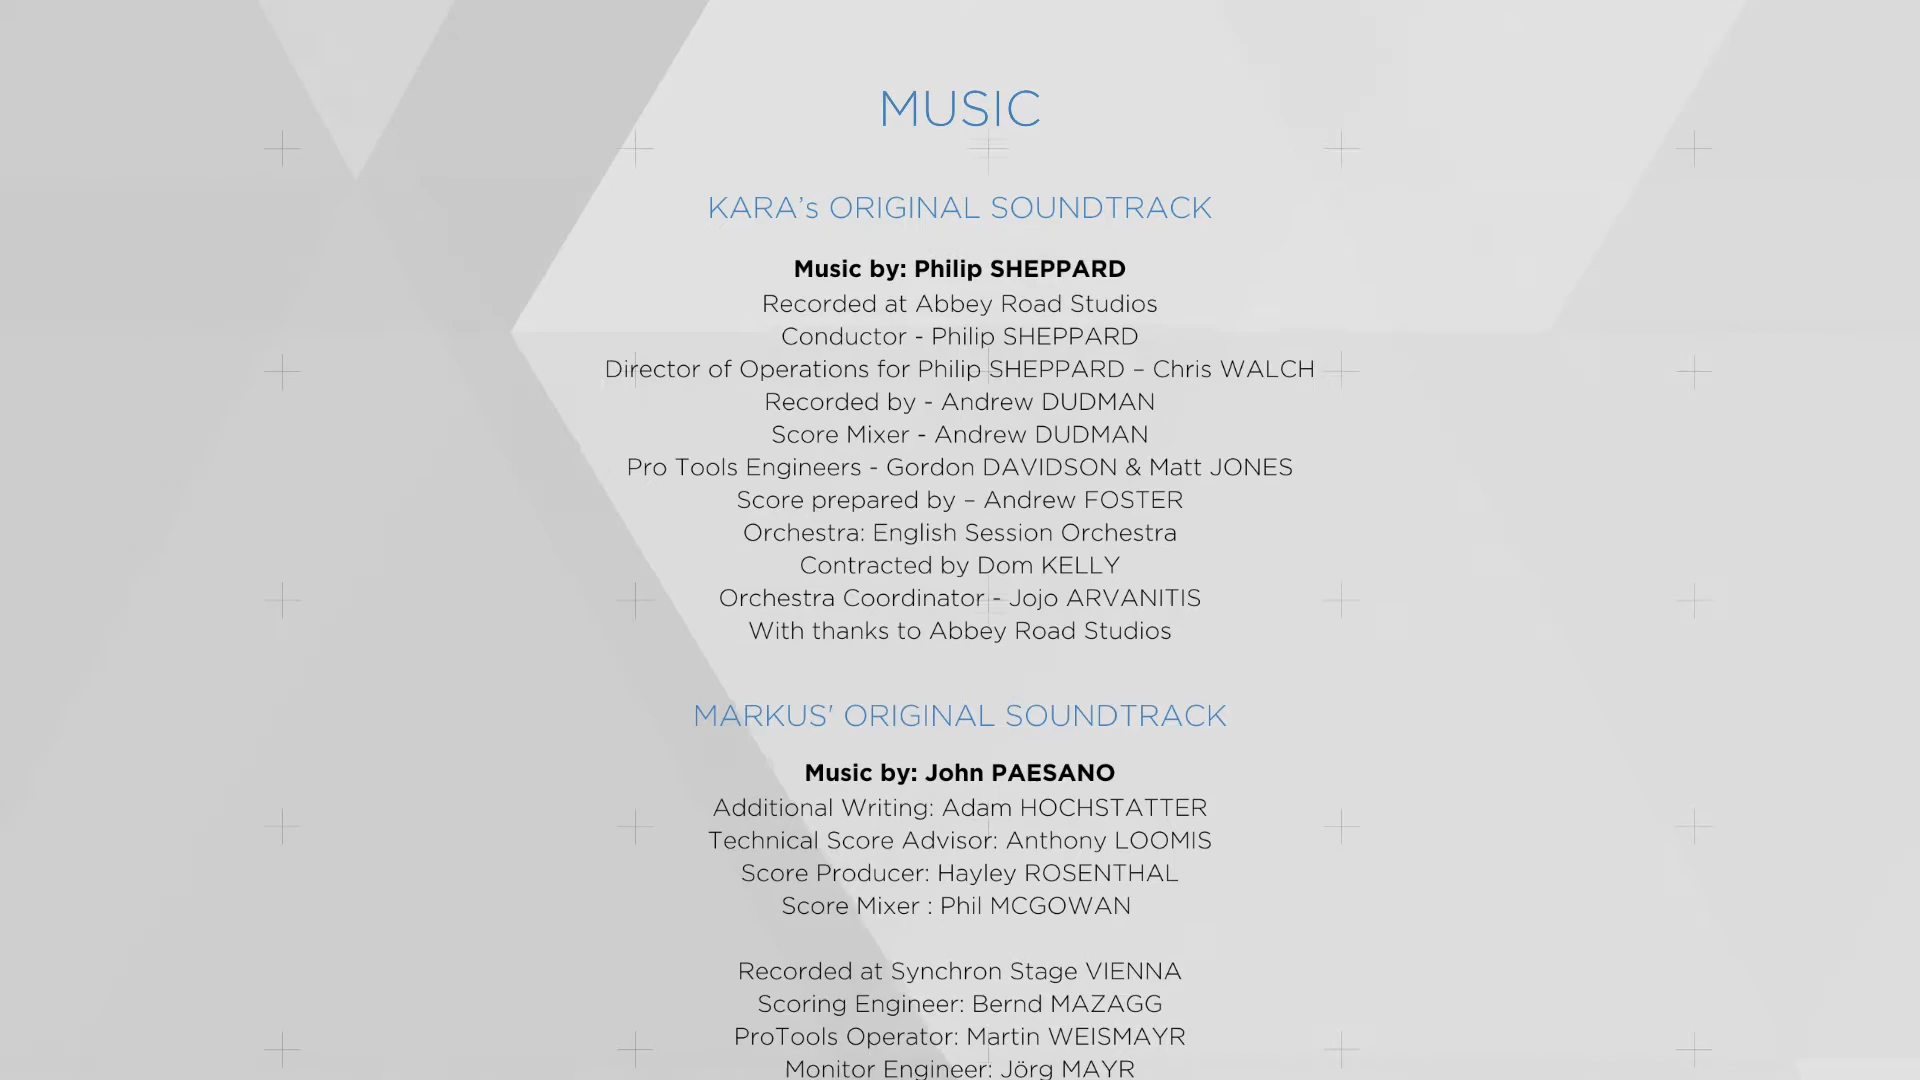 MUSIC
KARA’s ORIGINAL SOUNDTRACK
Music by: Philip SHEPPARD
Recorded at Abbey Road Studios
Conductor - Philip SHEPPARD
Director of Operations for Philip SHEPPARD – Chris WALCH
Recorded by - Andrew DUDMAN
Score Mixer - Andrew DUDMAN
Pro Tools Engineers - Gordon DAVIDSON & Matt JONES
Score prepared by – Andrew FOSTER
Orchestra: English Session Orchestra
Contracted by Dom KELLY
Orchestra Coordinator - Jojo ARVANITIS
With thanks to Abbey Road Studios
MARKUS' ORIGINAL SOUNDTRACK
Music by: John PAESANO
Additional Writing: Adam HOCHSTATTER
Technical Score Advisor: Anthony LOOMIS
Score Producer: Hayley ROSENTHAL
Score Mixer : Phil MCGOWAN
Recorded at Synchron Stage VIENNA
Scoring Engineer: Bernd MAZAGG
ProTools Operator: Martin WEISMAYR
Monitor Engineer: Jörg MAYR